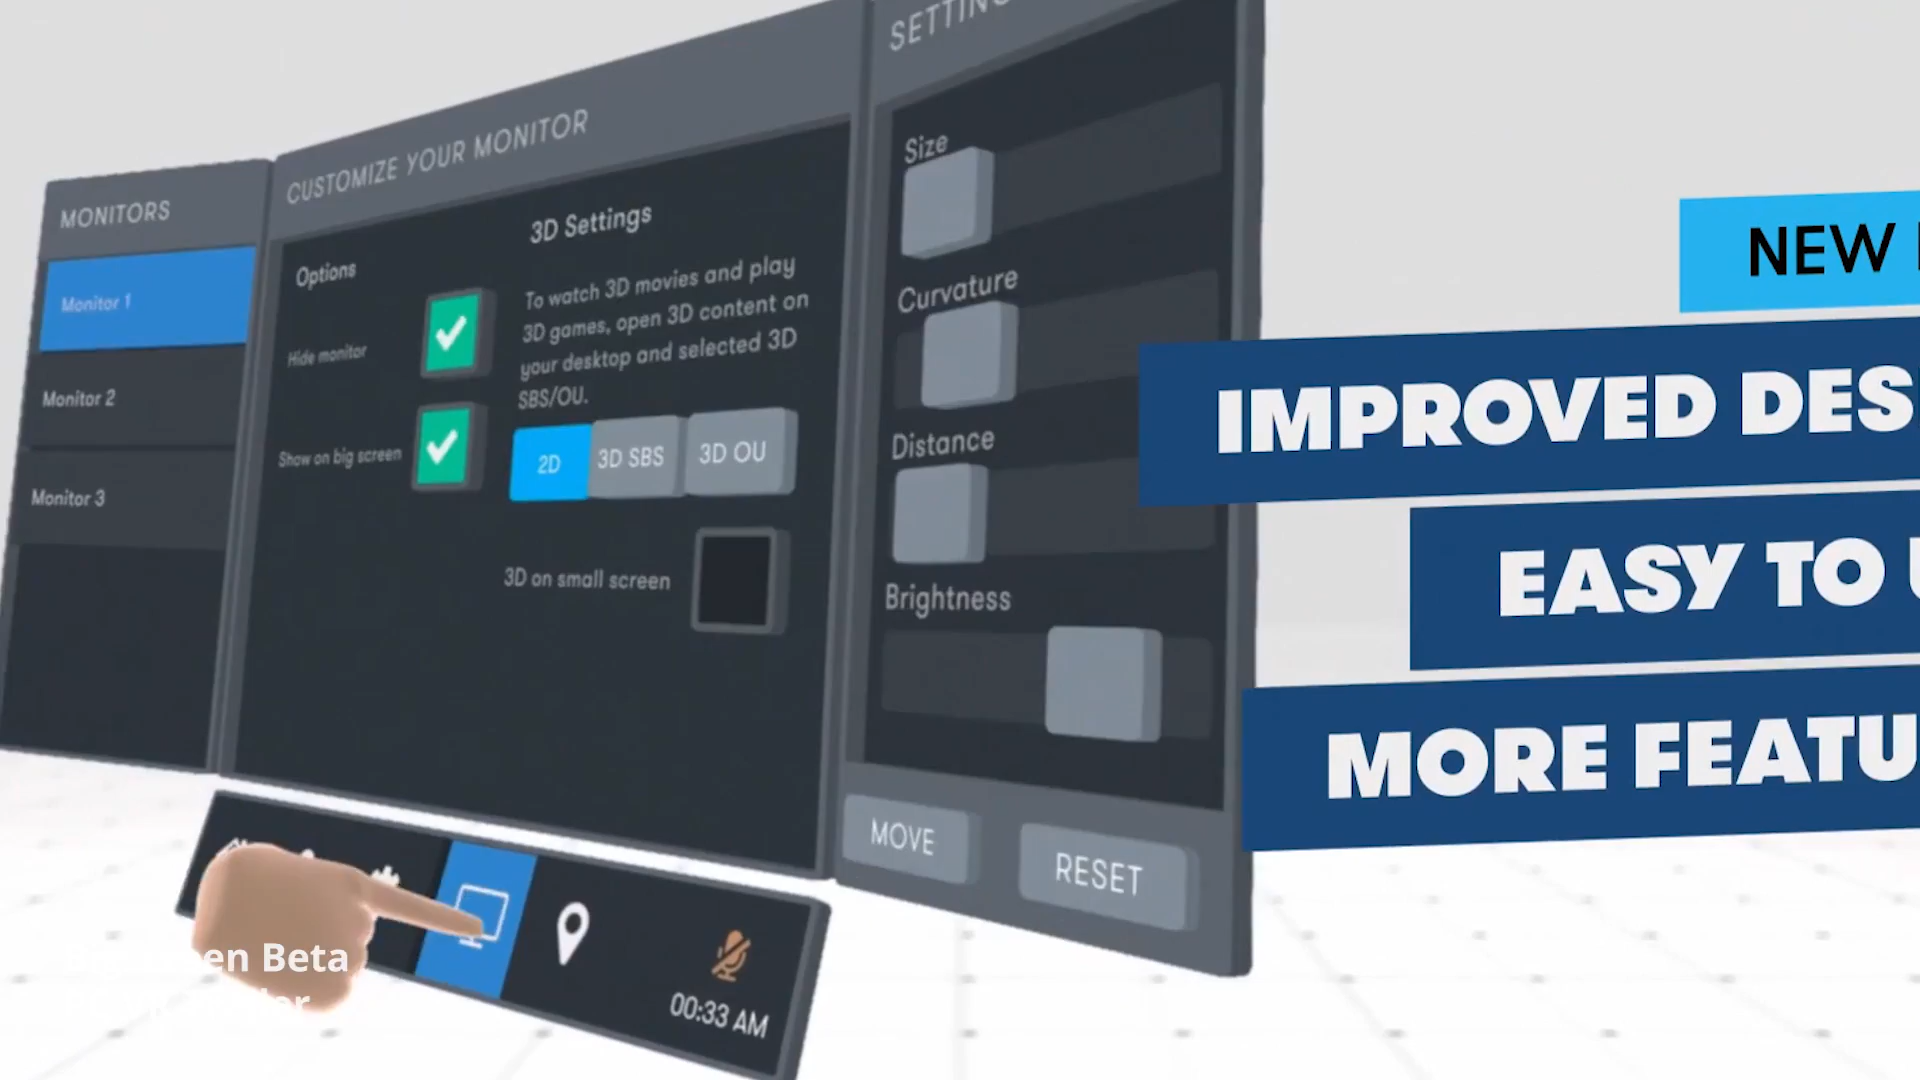 SETTIN
CUSTOMIZE YOUR MONITOR
MONITORS
Monitor 1
Monitor 2
Monitor 3
Options
Hide monitor
Show on big screen
3D Settings
To watch 3D movies and play
3D games, open 3D content on
your desktop and selected 3D
SBS/OU.
2D
3D SBS
3D OU
3D on small screen
Size
Curvature
Distance
Brightness
MOVE
RESET
00:33 AM
NEW
IMPROVED DES
EASY TO
MORE FEATU
Beta